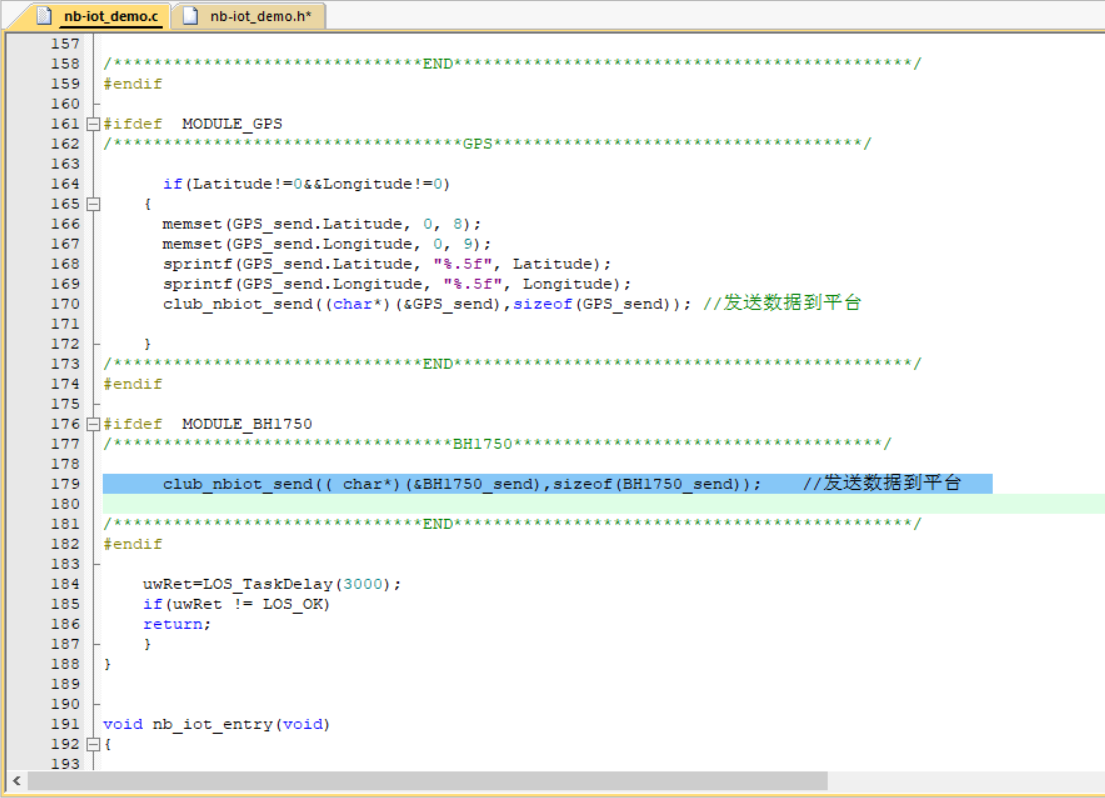 nb-iot_demo.c nb-iot_demo.h*
157
158 /*******************************END**********************************************/
159 #endif
160
161 #ifdef  MODULE_GPS
162 /***********************************GPS*************************************/
163
164       if(Latitude!=0&&Longitude!=0)
165     {
166       memset(GPS_send.Latitude, 0, 8);
167       memset(GPS_send.Longitude, 0, 9);
168       sprintf(GPS_send.Latitude, "%.5f", Latitude);
169       sprintf(GPS_send.Longitude, "%.5f", Longitude);
170       club_nbiot_send((char*)(&GPS_send),sizeof(GPS_send)); //发送数据到平台
171
172     }
173 /*******************************END**********************************************/
174 #endif
175
176 #ifdef  MODULE_BH1750
177 /**********************************BH1750*************************************/
178
179       club_nbiot_send(( char*)(&BH1750_send),sizeof(BH1750_send));    //发送数据到平台
180
181 /*******************************END**********************************************/
182 #endif
183
184     uwRet=LOS_TaskDelay(3000);
185     if(uwRet != LOS_OK)
186     return;
187     }
188 }
189
190
191 void nb_iot_entry(void)
192 {
193